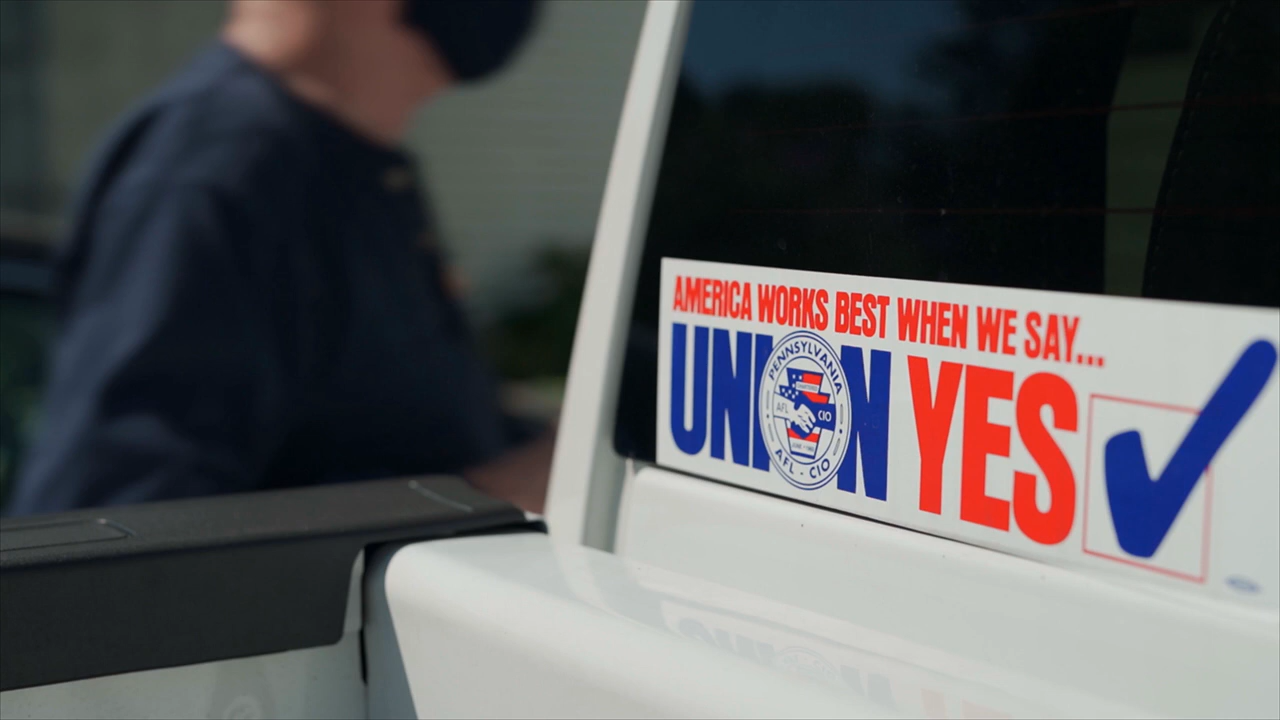 AMERICA WORKS BEST WHEN WE SAY...
UNION YES
PENNSYLVANIA
AFL CIO
AFL - CIO